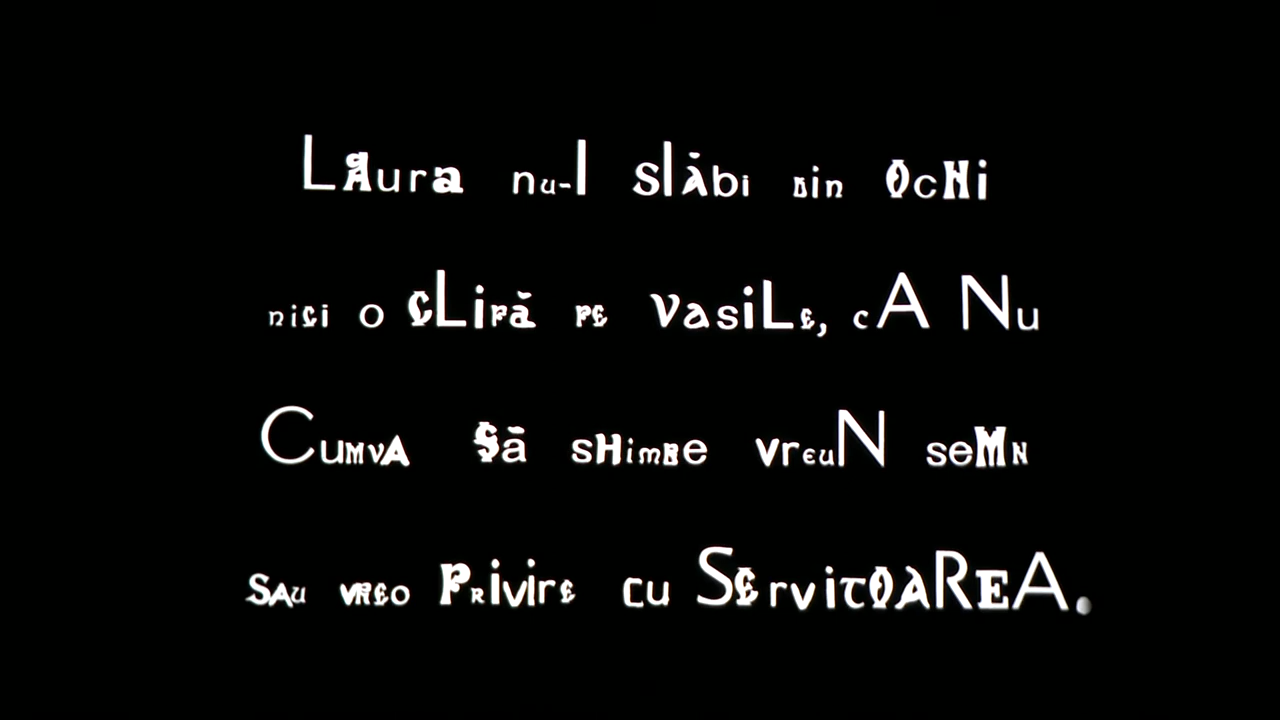 LAura nu-l slăbi Din OcHi
nici o CLiPă PE VasiLe, cA Nu
CuMvA Să sHimBe vreuN seMN
SAu VREo PRivire cu SErviTOAREA.